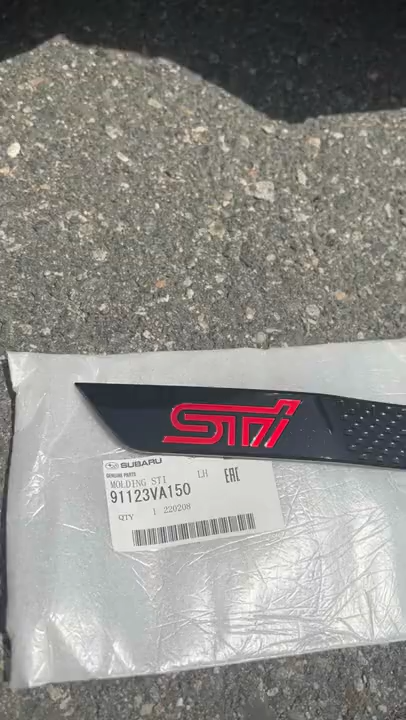 STI
SUBARU
GENUINE PARTS
MOLDING STI LH EAC
91123VA150
QTY 1 220208